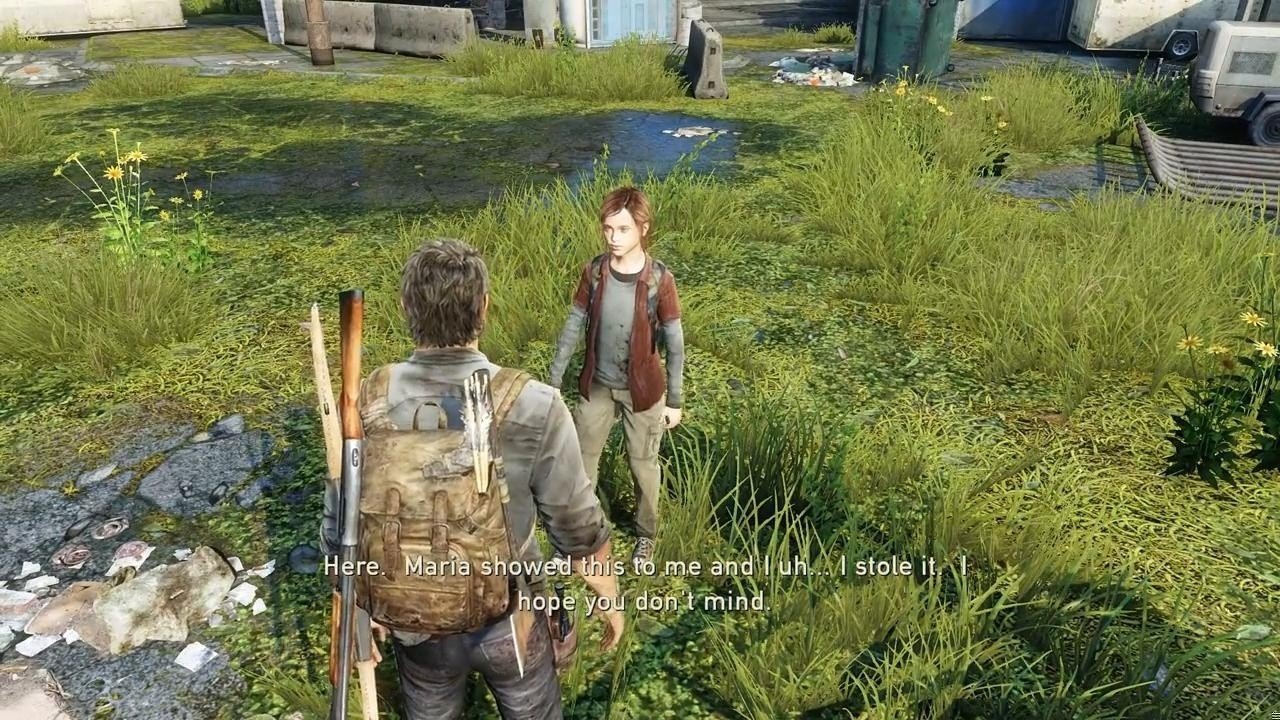 Here. Maria showed this to me and I uh... I stole it. I
hope you don't mind.